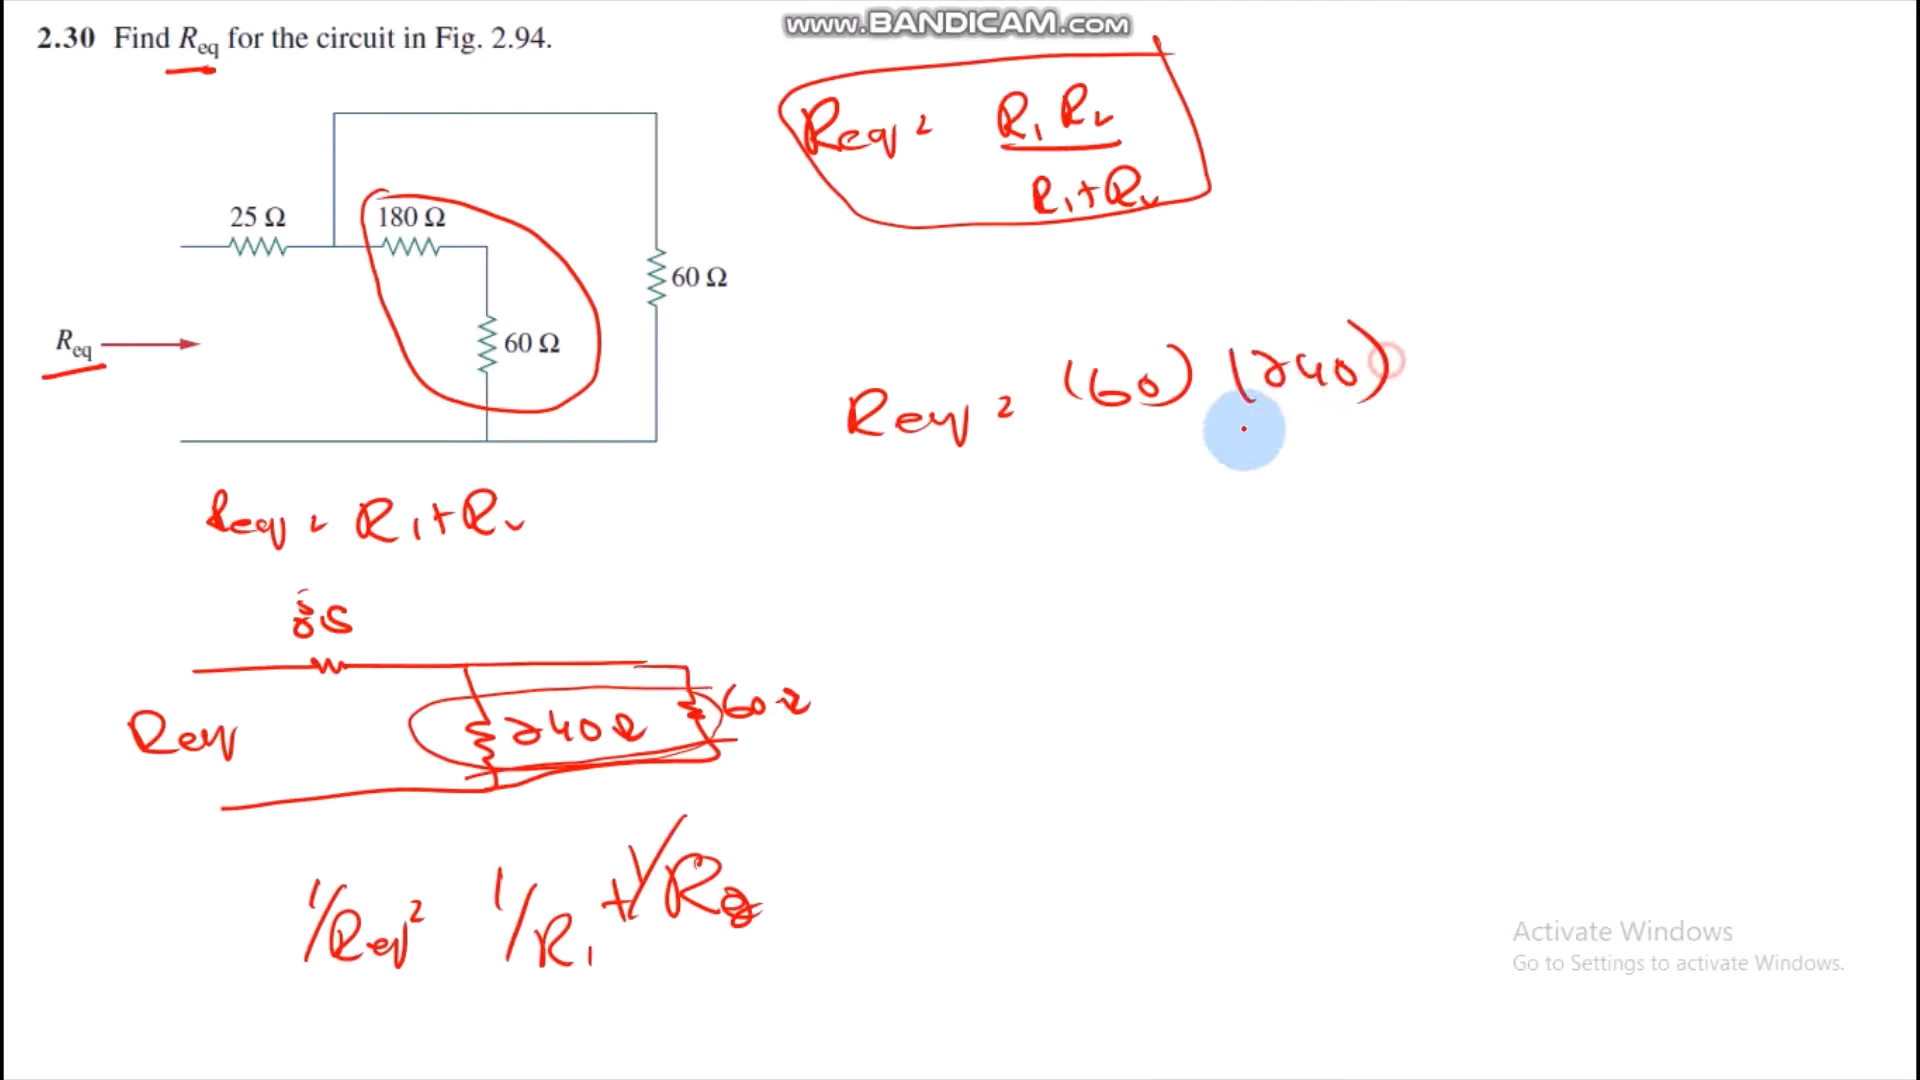 www.BANDICAM.com
2.30 Find Req for the circuit in Fig. 2.94.
Req = R1 R2
R1+R2
25 Ω
180 Ω
60 Ω
60 Ω
Req
Req = (60) (240)
Req = R1+R2
25
Req
240Ω
60Ω
1/Req = 1/R1 + 1/R2
Activate Windows
Go to Settings to activate Windows.